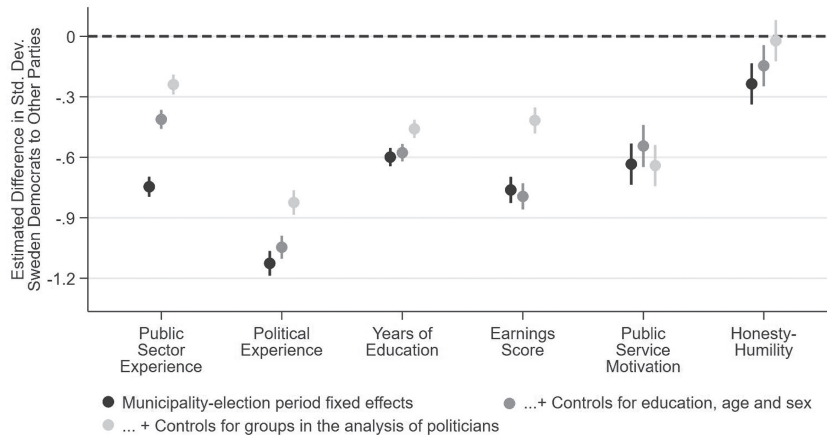 Estimated Difference in Std. Dev.
Sweden Democrats to Other Parties
0
-.3
-.6
-.9
-1.2
Public
Sector
Experience
Political
Experience
Years of
Education
Earnings
Score
Public
Service
Motivation
Honesty-
Humility
Municipality-election period fixed effects
...+ Controls for education, age and sex
... + Controls for groups in the analysis of politicians